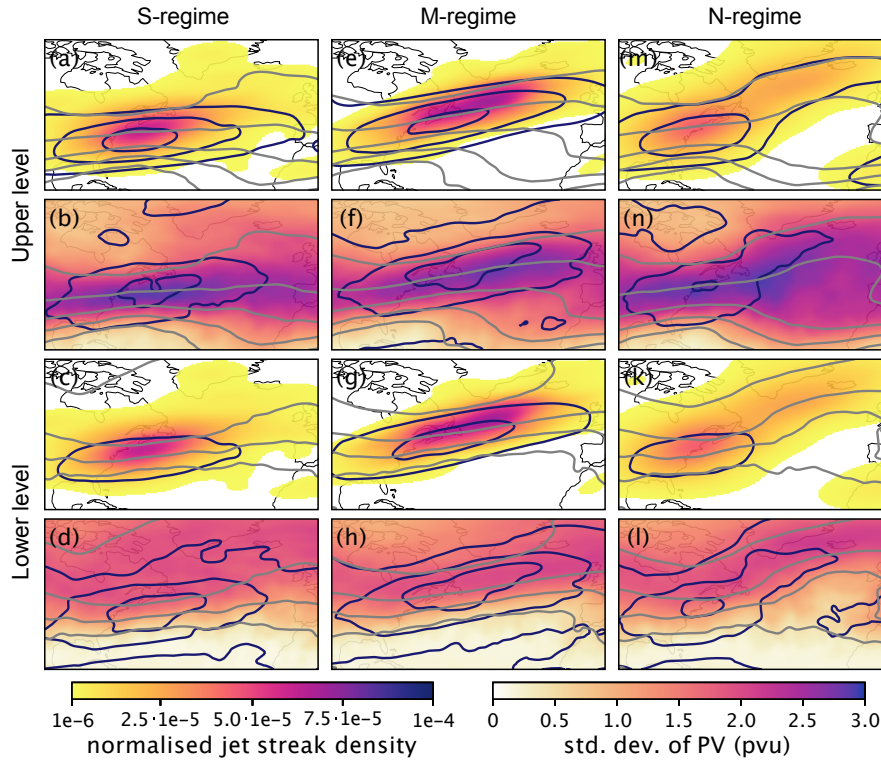 S-regime M-regime N-regime
Upper level
(a) (e) (m)
(b) (f) (n)
Lower level
(c) (g) (k)
(d) (h) (l)
1e-6 2.5·1e-5 5.0·1e-5 7.5·1e-5 1e-4
normalised jet streak density
0 0.5 1.0 1.5 2.0 2.5 3.0
std. dev. of PV (pvu)